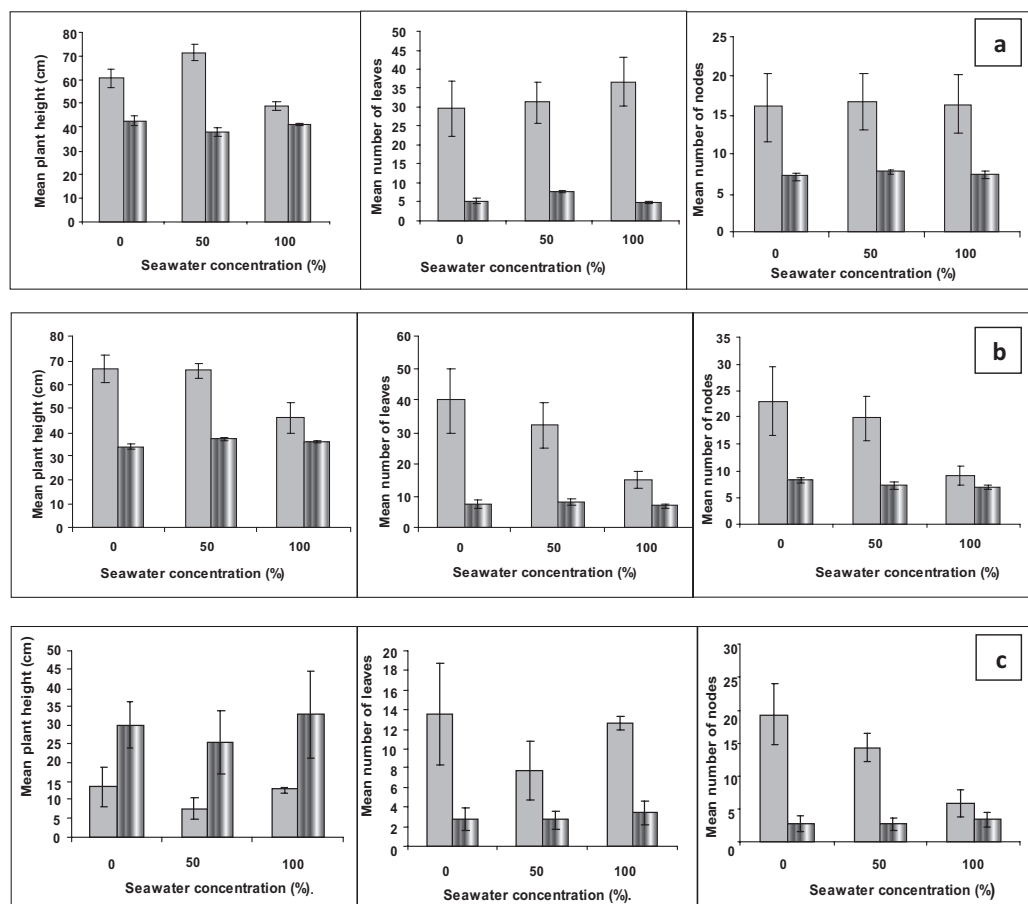 Mean plant height (cm)
80
70
60
50
40
30
20
10
0
0 50 100
Seawater concentration (%)
Mean number of leaves
50
45
40
35
30
25
20
15
10
5
0
0 50 100
Mean number of nodes
25
20
15
10
5
0
0 50 100
Seawater concentration (%)
a
Mean plant height (cm)
80
70
60
46
40
30
20
10
0
0 50 100
Seawater concentration (%)
Mean number of leaves
60
50
40
30
20
10
0
0 50 100
Seawater concentration (%)
Mean number of nodes
35
30
25
20
15
10
5
0
0 50 100
Seawater concentration (%)
b
Mean plant height (cm)
50
45
40
35
30
25
20
15
10
5
0
0 50 100
Seawater concentration (%).
Mean number of leaves
20
18
16
14
12
10
8
6
4
2
0
0 50 100
Seawater concentration (%).
Mean number of nodes
30
25
20
15
10
5
0
0 50 100
Seawater concentration (%)
c